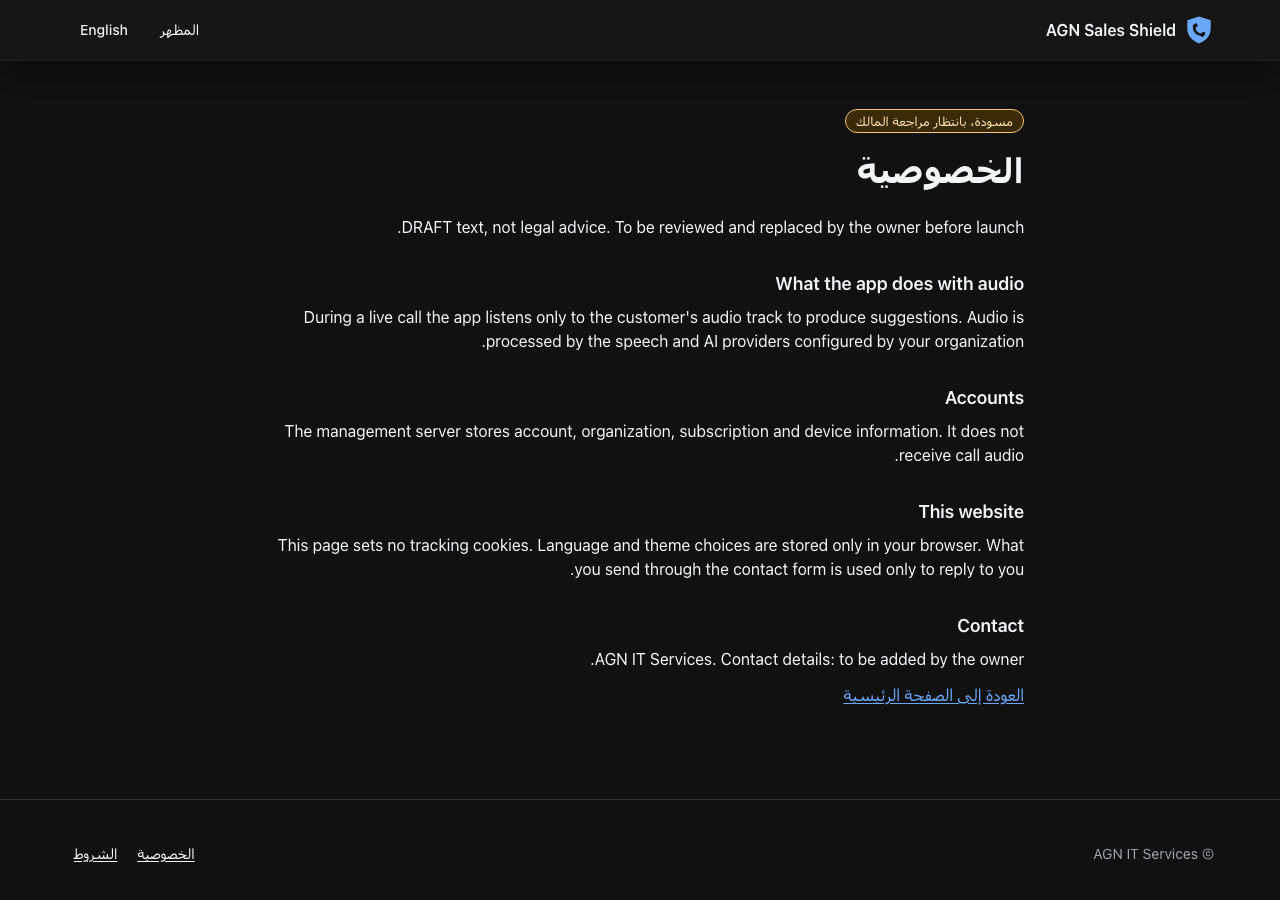 AGN Sales Shield
المظهر
English
مسودة، بانتظار مراجعة المالك
الخصوصية
DRAFT text, not legal advice. To be reviewed and replaced by the owner before launch.
What the app does with audio
During a live call the app listens only to the customer's audio track to produce suggestions. Audio is
processed by the speech and AI providers configured by your organization.
Accounts
The management server stores account, organization, subscription and device information. It does not
receive call audio.
This website
This page sets no tracking cookies. Language and theme choices are stored only in your browser. What
you send through the contact form is used only to reply to you.
Contact
AGN IT Services. Contact details: to be added by the owner.
العودة إلى الصفحة الرئيسية
© AGN IT Services
الخصوصية
الشروط